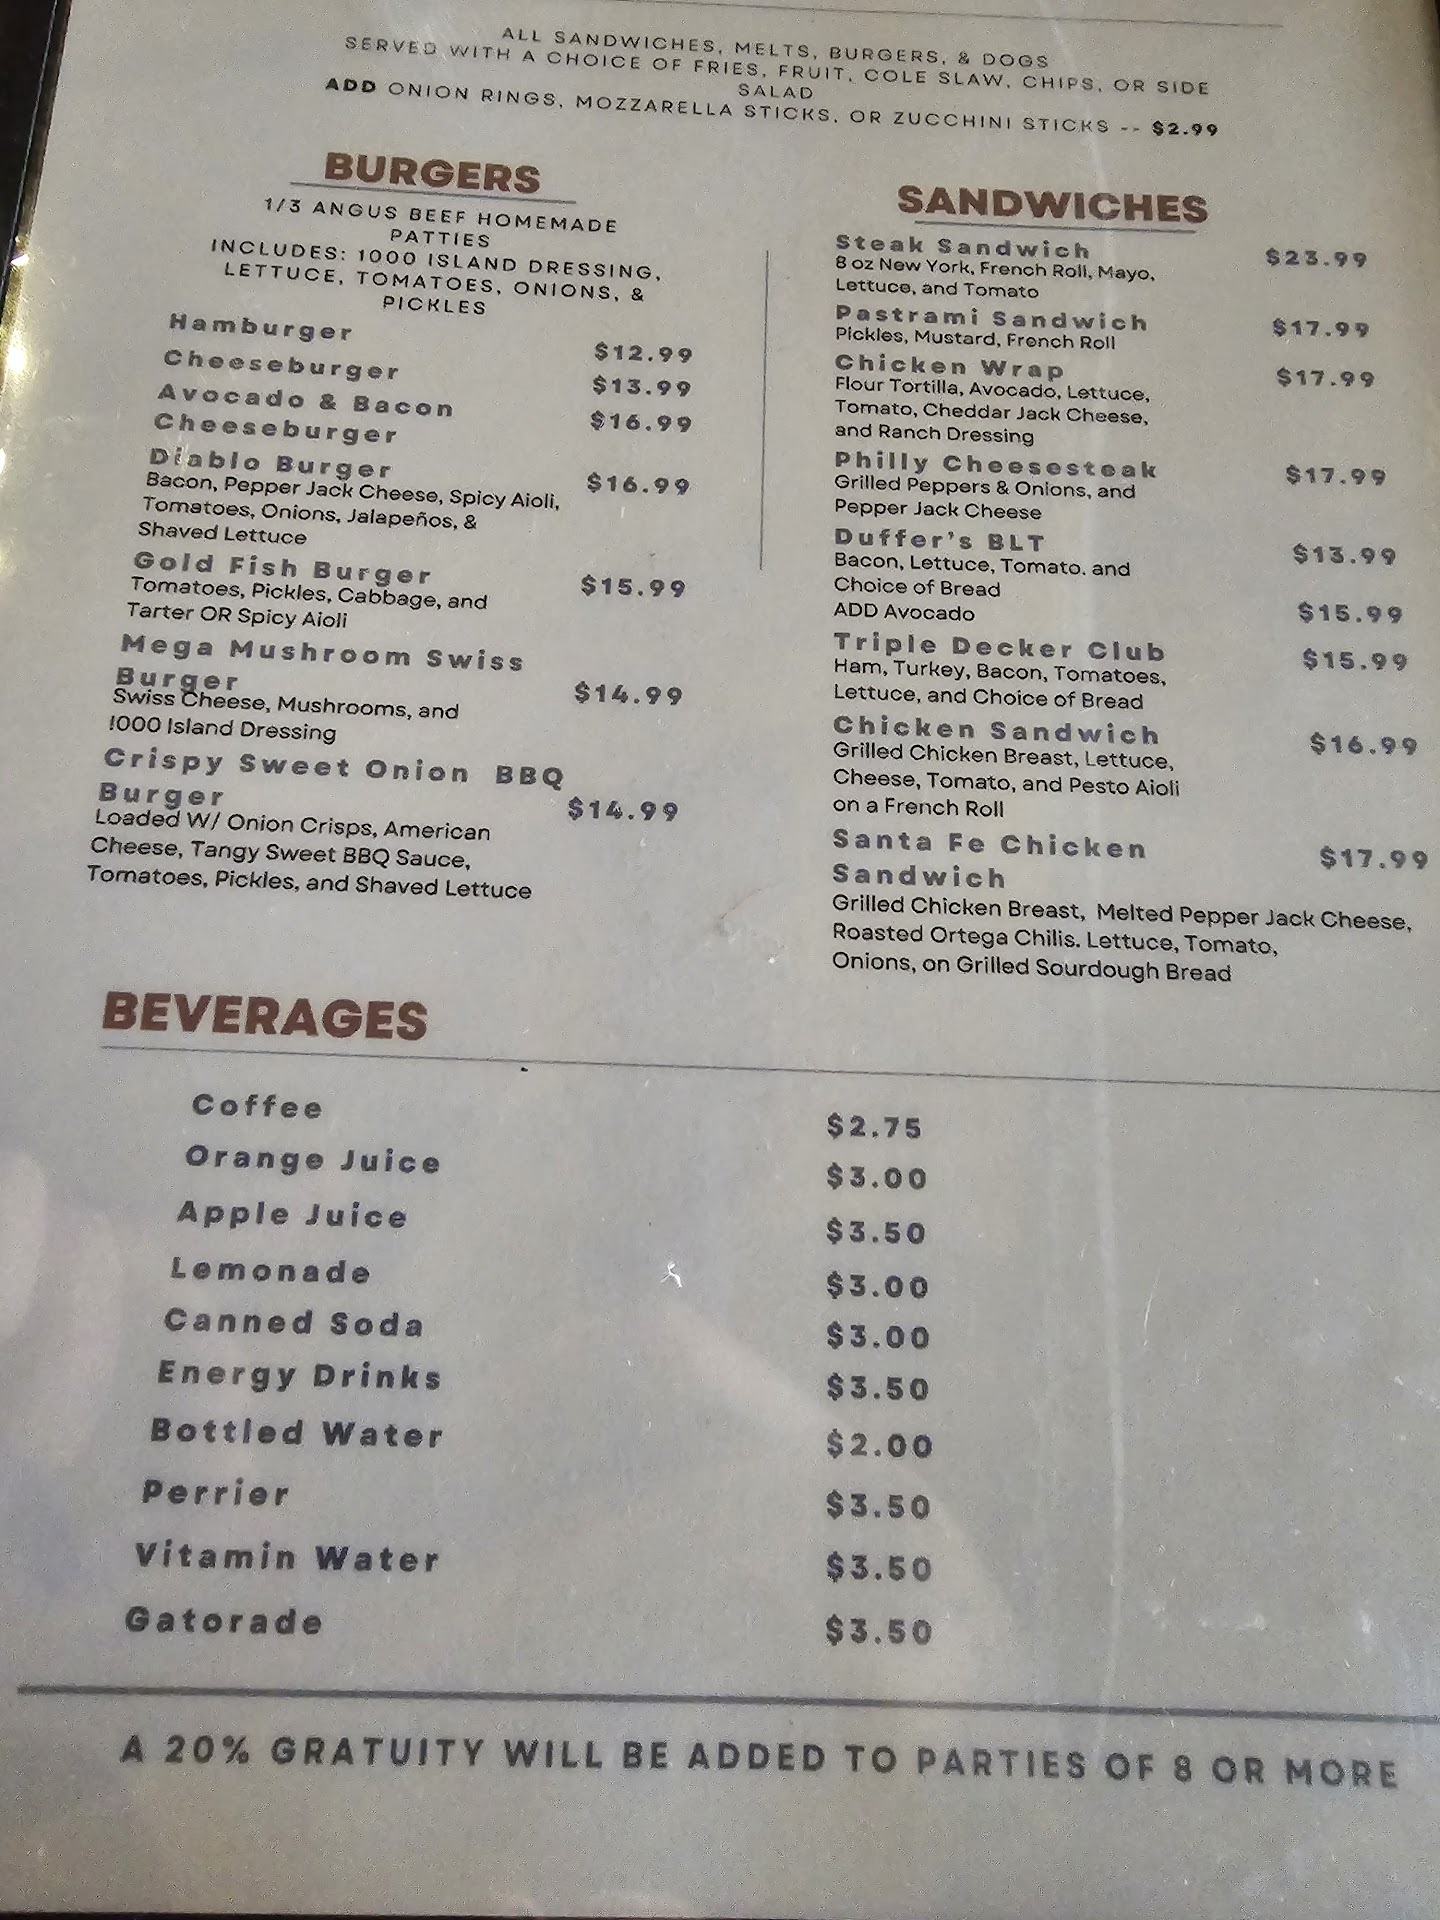 ALL SANDWICHES, MELTS, BURGERS, & DOGS
SERVED WITH A CHOICE OF FRIES, FRUIT, COLE SLAW, CHIPS, OR SIDE
SALAD
ADD ONION RINGS, MOZZARELLA STICKS, OR ZUCCHINI STICKS -- $2.99
BURGERS
1/3 ANGUS BEEF HOMEMADE
PATTIES
INCLUDES: 1000 ISLAND DRESSING,
LETTUCE, TOMATOES, ONIONS, &
PICKLES
Hamburger $12.99
Cheeseburger $13.99
Avocado & Bacon
Cheeseburger $16.99
Diablo Burger $16.99
Bacon, Pepper Jack Cheese, Spicy Aioli,
Tomatoes, Onions, Jalapeños, &
Shaved Lettuce
Gold Fish Burger $15.99
Tomatoes, Pickles, Cabbage, and
Tarter OR Spicy Aioli
Mega Mushroom Swiss
Burger $14.99
Swiss Cheese, Mushrooms, and
1000 Island Dressing
Crispy Sweet Onion BBQ
Burger $14.99
Loaded W/ Onion Crisps, American
Cheese, Tangy Sweet BBQ Sauce,
Tomatoes, Pickles, and Shaved Lettuce
SANDWICHES
Steak Sandwich $23.99
8 oz New York, French Roll, Mayo,
Lettuce, and Tomato
Pastrami Sandwich $17.99
Pickles, Mustard, French Roll
Chicken Wrap $17.99
Flour Tortilla, Avocado, Lettuce,
Tomato, Cheddar Jack Cheese,
and Ranch Dressing
Philly Cheesesteak $17.99
Grilled Peppers & Onions, and
Pepper Jack Cheese
Duffer's BLT $13.99
Bacon, Lettuce, Tomato. and
Choice of Bread
ADD Avocado $15.99
Triple Decker Club $15.99
Ham, Turkey, Bacon, Tomatoes,
Lettuce, and Choice of Bread
Chicken Sandwich $16.99
Grilled Chicken Breast, Lettuce,
Cheese, Tomato, and Pesto Aioli
on a French Roll
Santa Fe Chicken $17.99
Sandwich
Grilled Chicken Breast, Melted Pepper Jack Cheese,
Roasted Ortega Chilis. Lettuce, Tomato,
Onions, on Grilled Sourdough Bread
BEVERAGES
Coffee $2.75
Orange Juice $3.00
Apple Juice $3.50
Lemonade $3.00
Canned Soda $3.00
Energy Drinks $3.50
Bottled Water $2.00
Perrier $3.50
Vitamin Water $3.50
Gatorade $3.50
A 20% GRATUITY WILL BE ADDED TO PARTIES OF 8 OR MORE